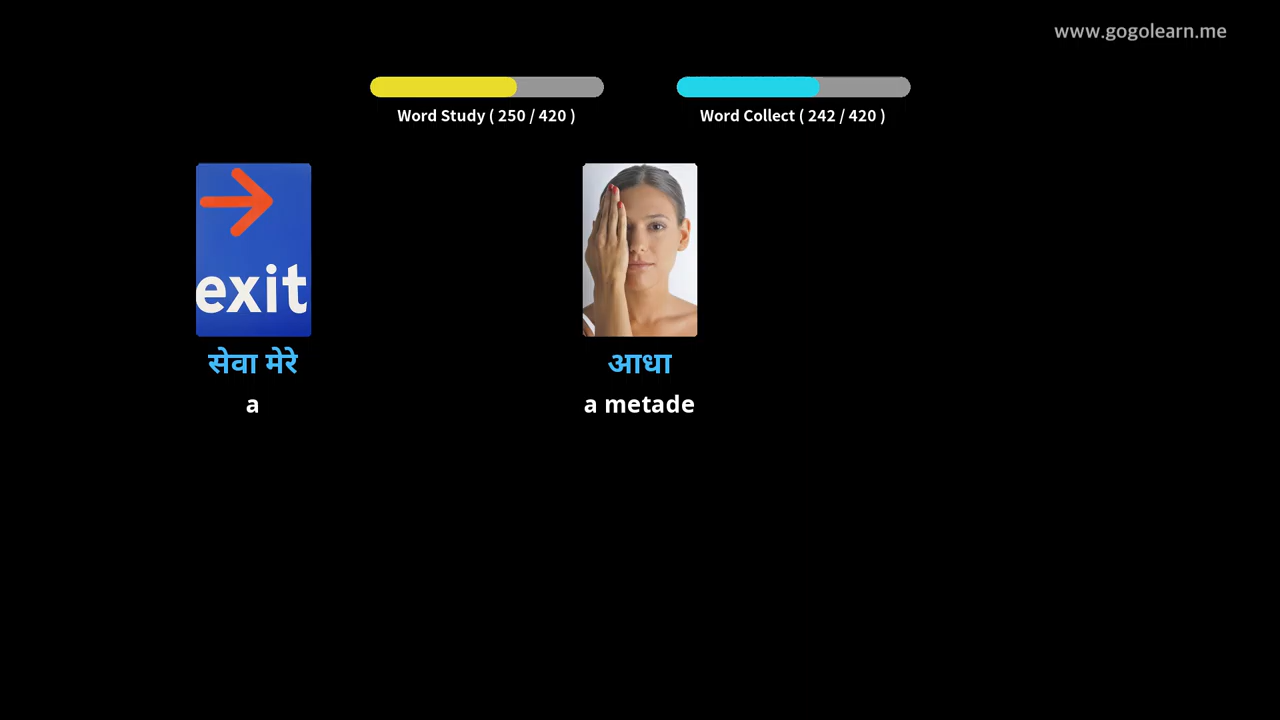 www.gogolearn.me
Word Study ( 250 / 420 )
Word Collect ( 242 / 420 )
exit
सेवा मेरे
आधा
a
a metade